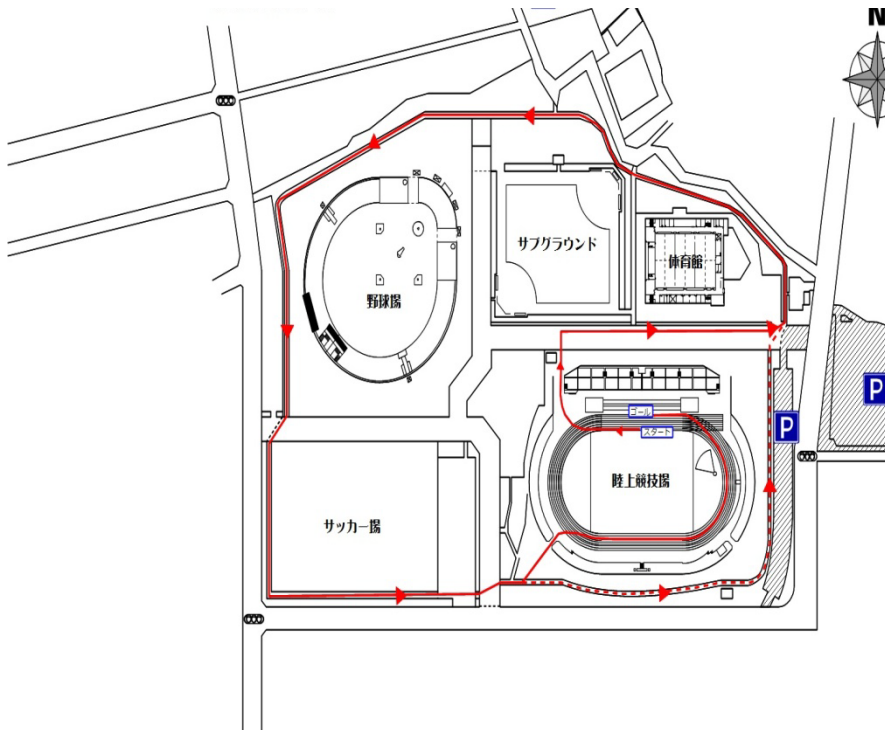 N
サブグラウンド
体育館
野球場
P
P
ゴール
スタート
陸上競技場
サッカー場